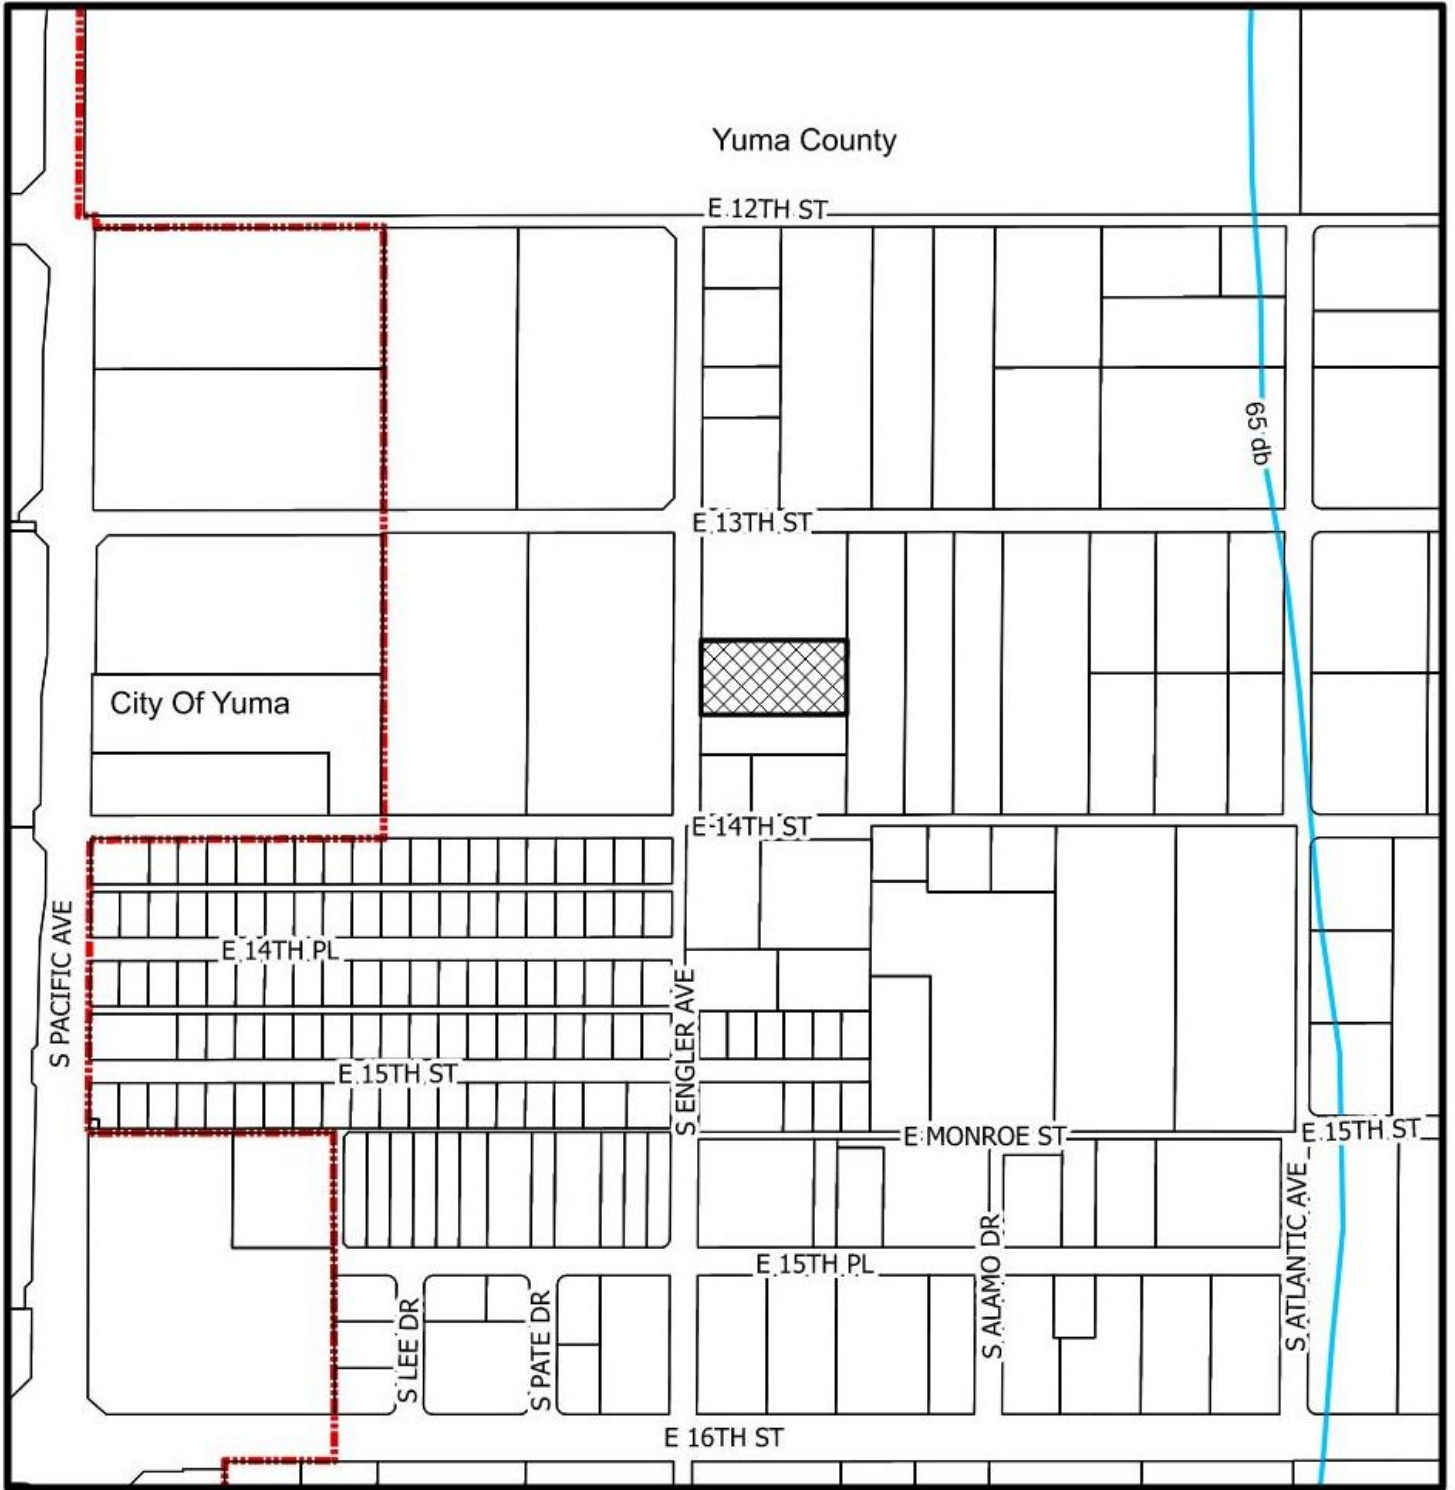 Yuma County
E 12TH ST
65 db
E 13TH ST
City Of Yuma
E 14TH ST
S PACIFIC AVE
E 14TH PL
S ENGLER AVE
E 15TH ST
E MONROE ST
E 15TH ST
S ATLANTIC AVE
S ALAMO DR
E 15TH PL
S LEE DR
S PATE DR
E 16TH ST